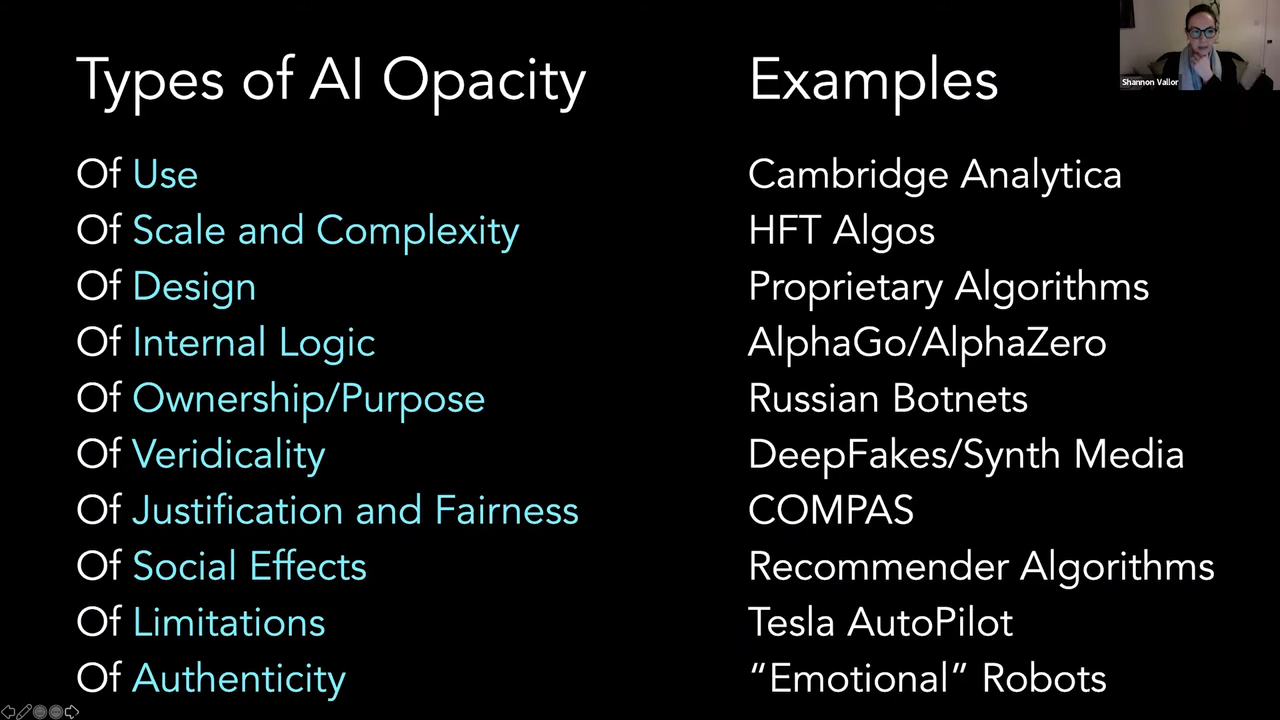 Types of AI Opacity
Examples
Shannon Vallor
Of Use
Cambridge Analytica
Of Scale and Complexity
HFT Algos
Of Design
Proprietary Algorithms
Of Internal Logic
AlphaGo/AlphaZero
Of Ownership/Purpose
Russian Botnets
Of Veridicality
DeepFakes/Synth Media
Of Justification and Fairness
COMPAS
Of Social Effects
Recommender Algorithms
Of Limitations
Tesla AutoPilot
Of Authenticity
“Emotional” Robots